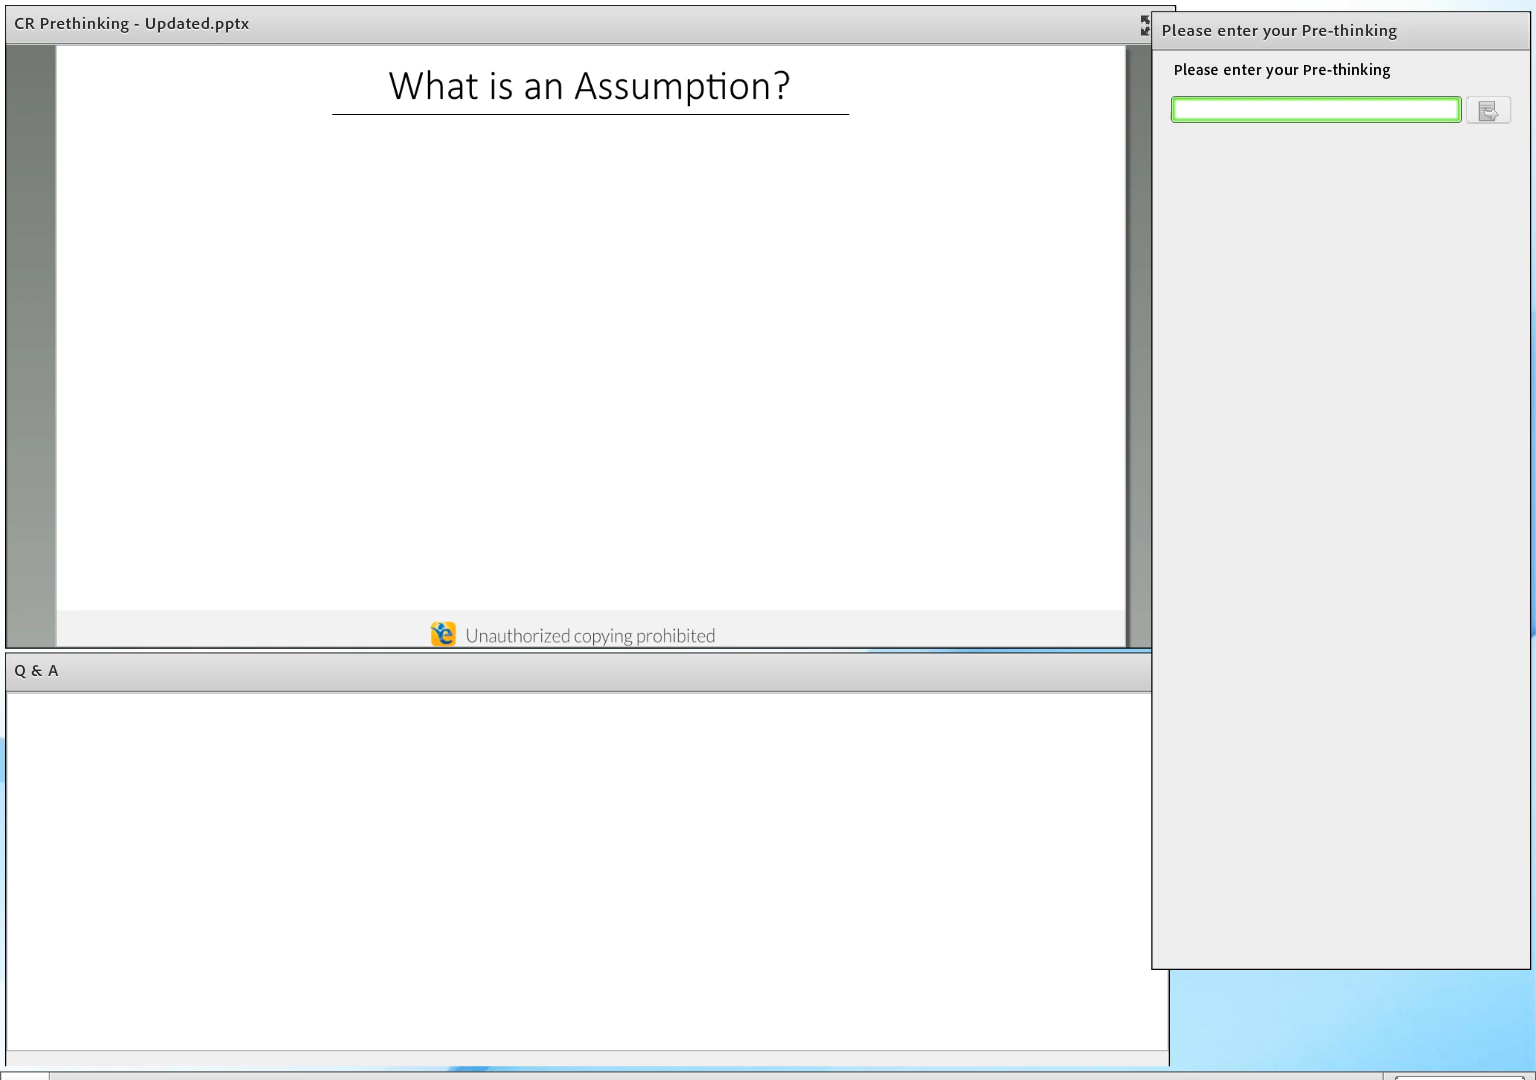 CR Prethinking - Updated.pptx
What is an Assumption?
Unauthorized copying prohibited
Q & A
Please enter your Pre-thinking
Please enter your Pre-thinking